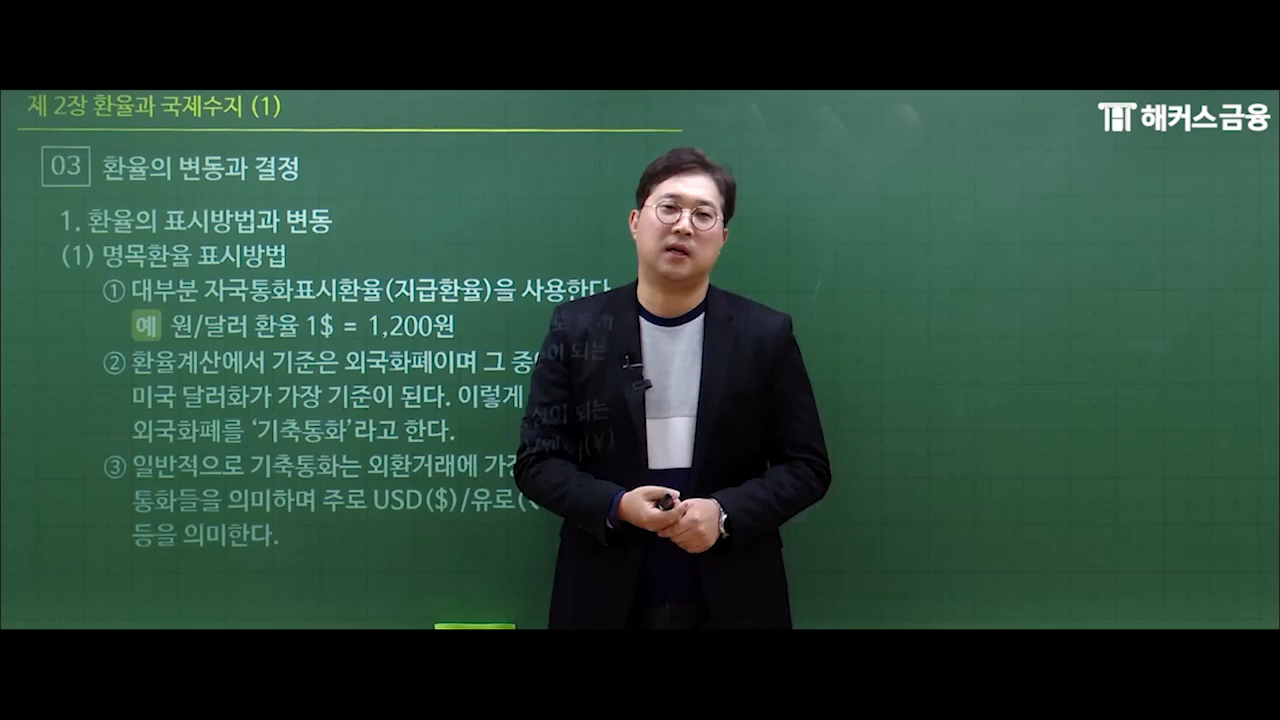 제 2장 환율과 국제수지 (1)
해커스금융
03 환율의 변동과 결정
1. 환율의 표시방법과 변동
(1) 명목환율 표시방법
① 대부분 자국통화표시환율(지급환율)을 사용한다
예 원/달러 환율 1$ = 1,200원
② 환율계산에서 기준은 외국화폐이며 그
미국 달러화가 가장 기준이 된다. 이렇게
외국화폐를 ‘기축통화’라고 한다.
③ 일반적으로 기축통화는 외환거래에
통화들을 의미하며 주로 USD($)/유로(
등을 의미한다.